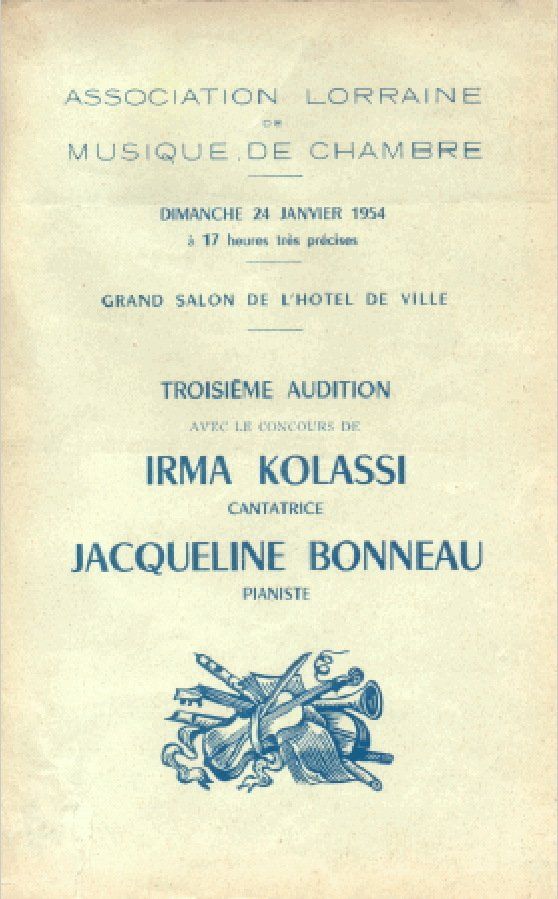 ASSOCIATION LORRAINE
DE
MUSIQUE DE CHAMBRE
DIMANCHE 24 JANVIER 1954
à 17 heures très précises
GRAND SALON DE L'HOTEL DE VILLE
TROISIÈME AUDITION
AVEC LE CONCOURS DE
IRMA KOLASSI
CANTATRICE
JACQUELINE BONNEAU
PIANISTE